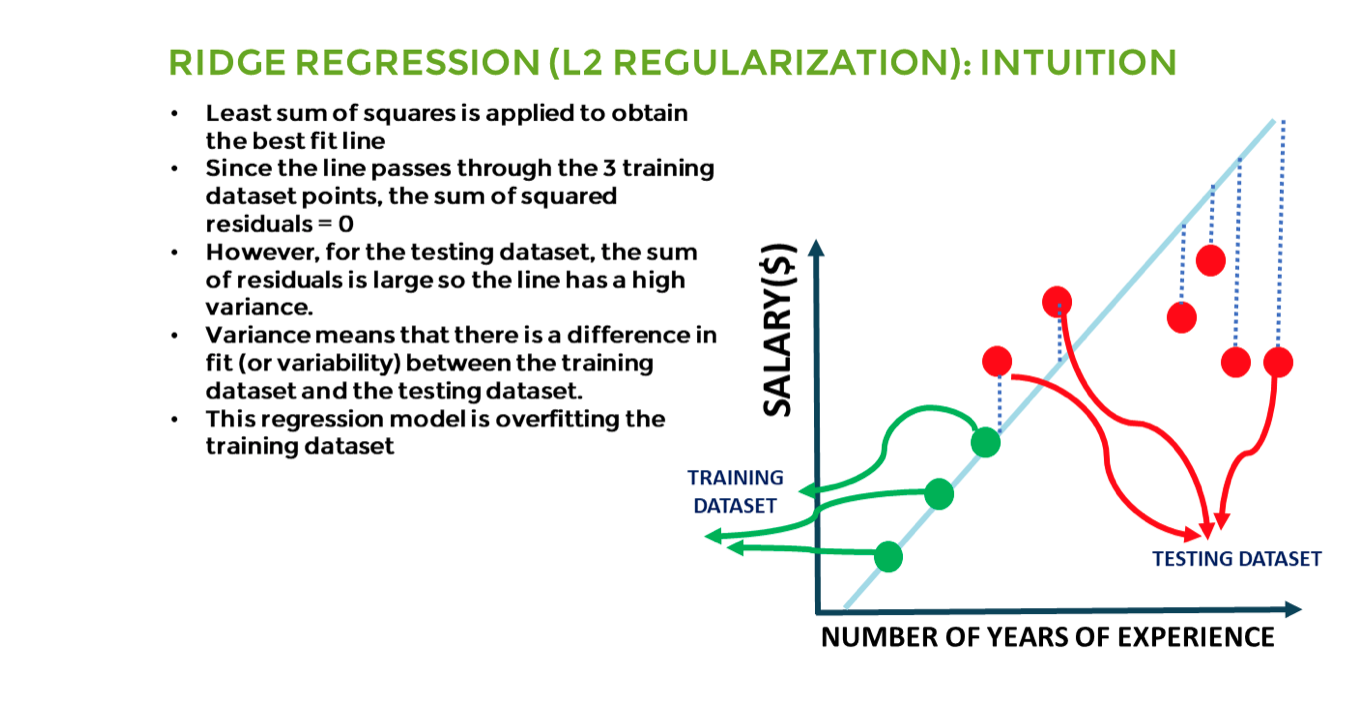 RIDGE REGRESSION (L2 REGULARIZATION): INTUITION
• Least sum of squares is applied to obtain
the best fit line
• Since the line passes through the 3 training
dataset points, the sum of squared
residuals = 0
• However, for the testing dataset, the sum
of residuals is large so the line has a high
variance.
• Variance means that there is a difference in
fit (or variability) between the training
dataset and the testing dataset.
• This regression model is overfitting the
training dataset
SALARY($)
TRAINING
DATASET
TESTING DATASET
NUMBER OF YEARS OF EXPERIENCE